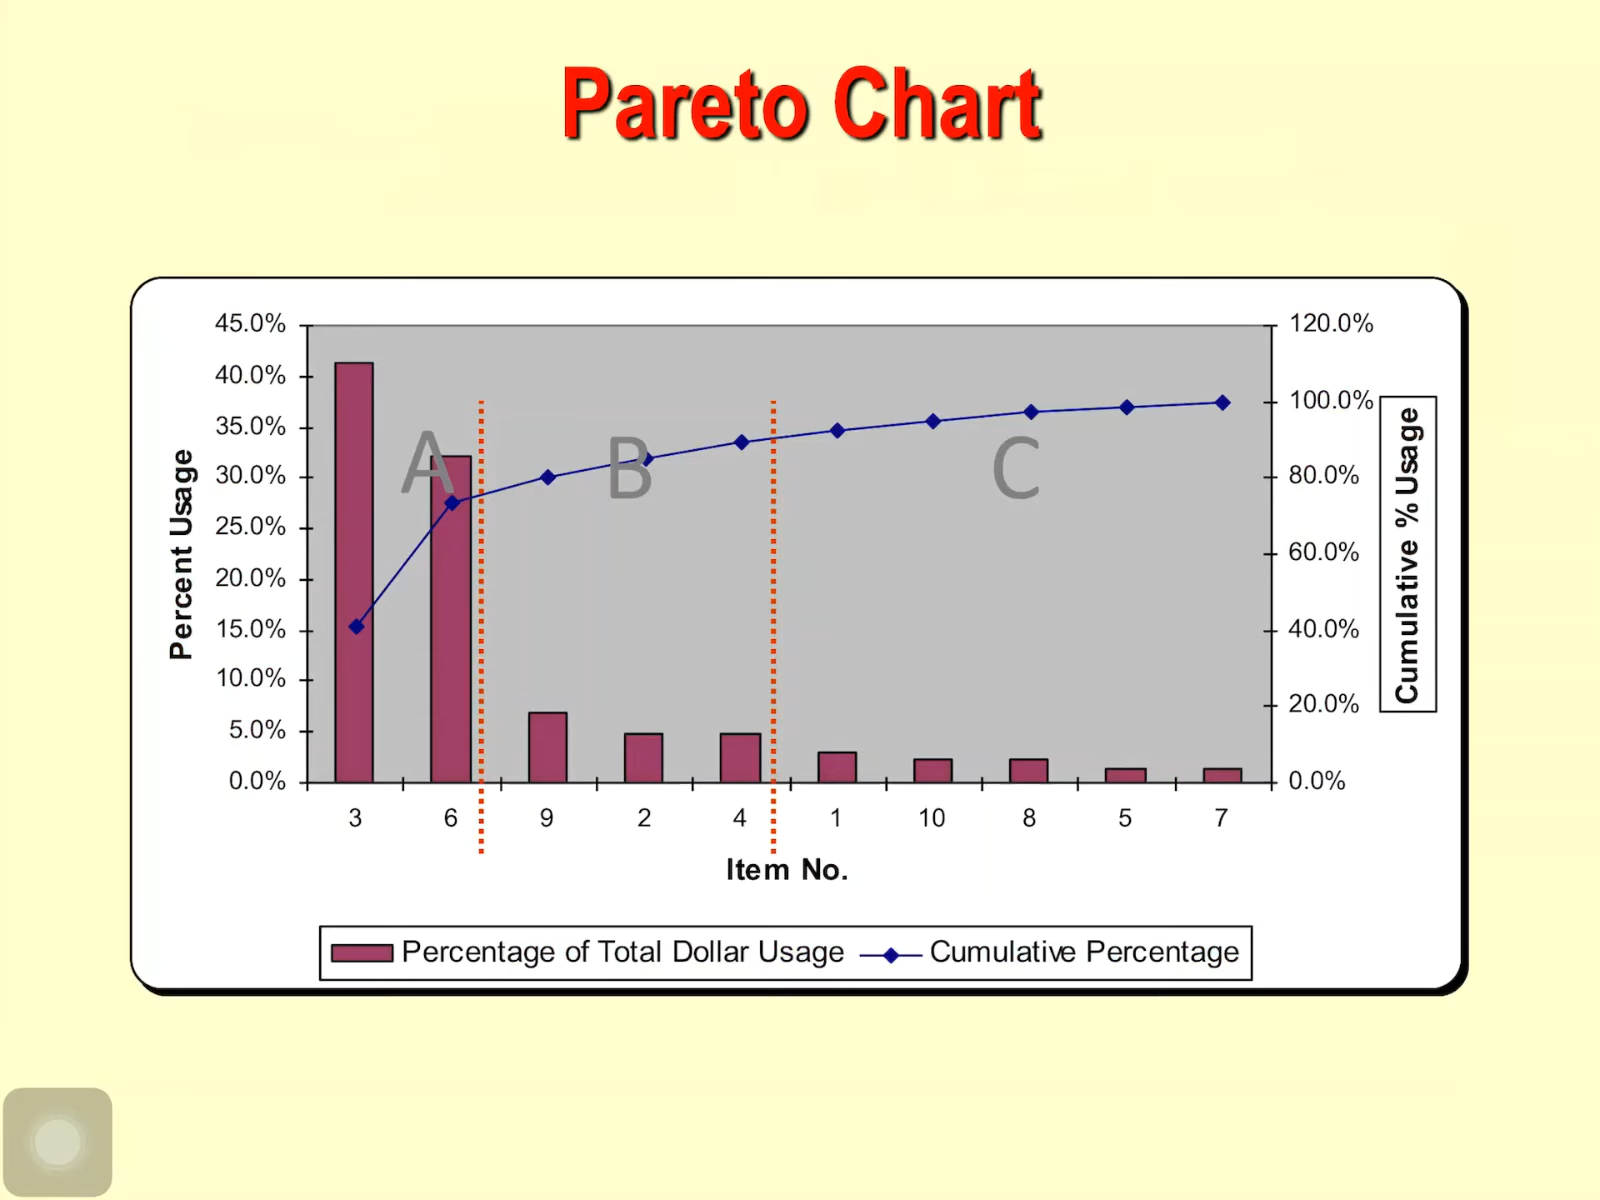 Pareto Chart
45.0%
40.0%
35.0%
30.0%
25.0%
20.0%
15.0%
10.0%
5.0%
0.0%
Percent Usage
A
B
C
120.0%
100.0%
80.0%
60.0%
40.0%
20.0%
0.0%
Cumulative % Usage
3 6 9 2 4 1 10 8 5 7
Item No.
Percentage of Total Dollar Usage Cumulative Percentage